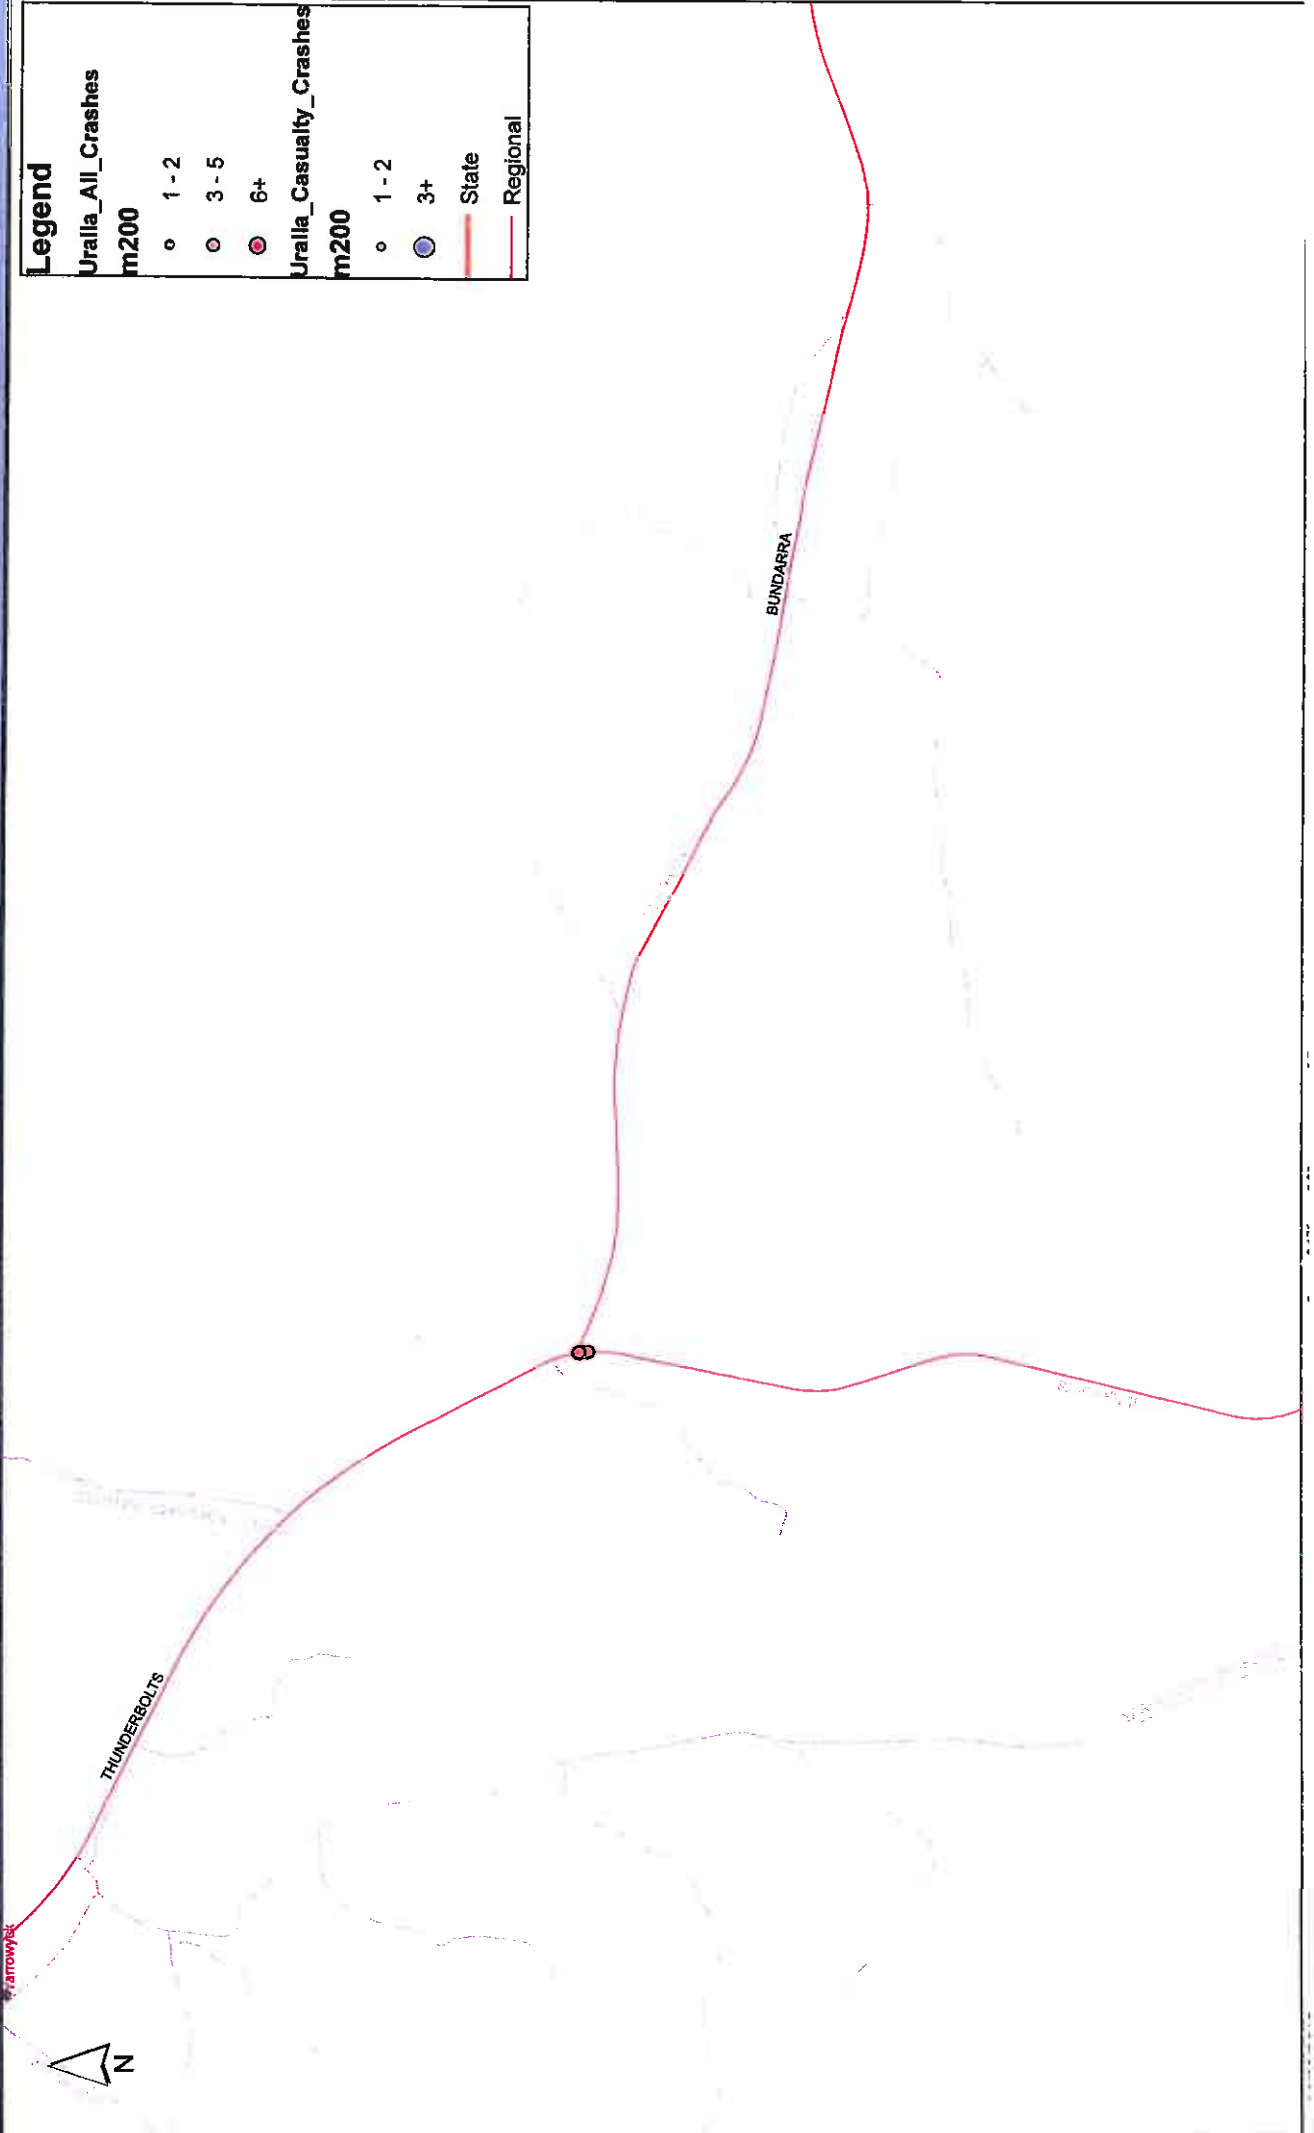 Legend
Uralla_All_Crashes
m200
1 - 2
3 - 5
6+
Uralla_Casualty_Crashes
m200
1 - 2
3+
State
Regional
BUNDARRA
THUNDERBOLTS
N